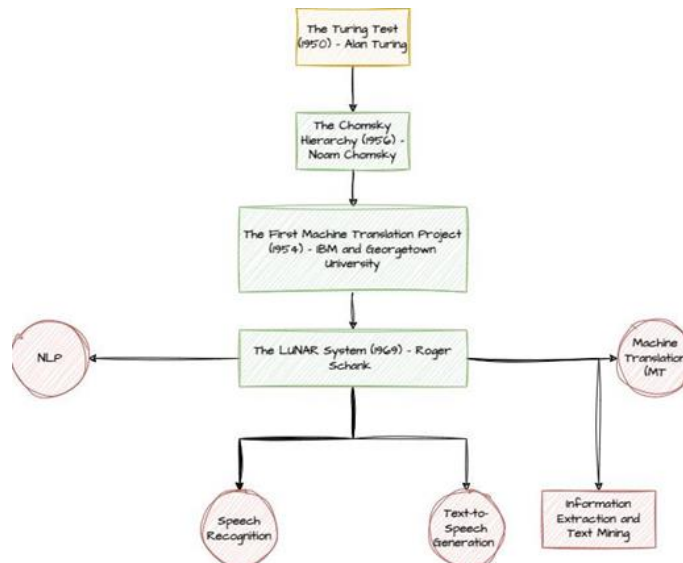 The Turing Test
(1950) - Alan Turing
The Chomsky
Hierarchy (1956) -
Noam Chomsky
The First Machine Translation Project
(1954) - IBM and Georgetown
University
The LUNAR System (1969) - Roger
Schank
NLP
Machine
Translation
(MT
Speech
Recognition
Text-to-
Speech
Generation
Information
Extraction and
Text Mining